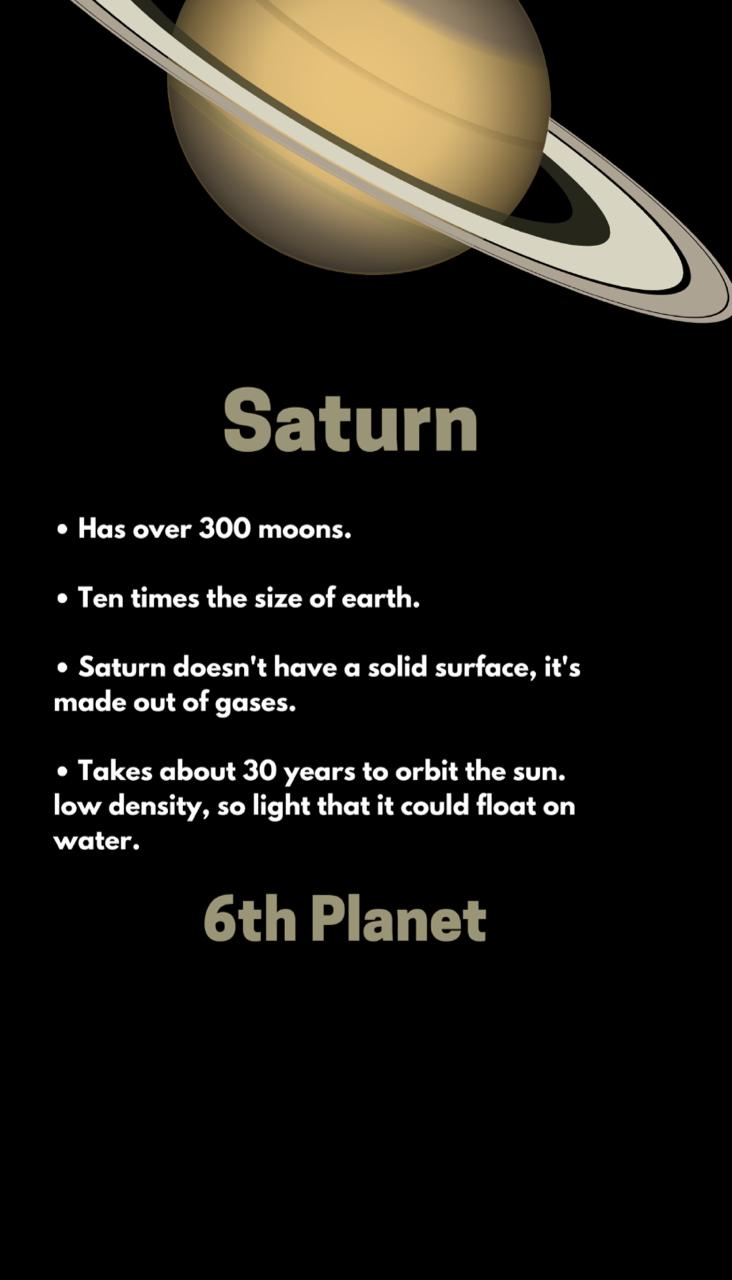 Saturn
• Has over 300 moons.
• Ten times the size of earth.
• Saturn doesn't have a solid surface, it's
made out of gases.
• Takes about 30 years to orbit the sun.
low density, so light that it could float on
water.
6th Planet